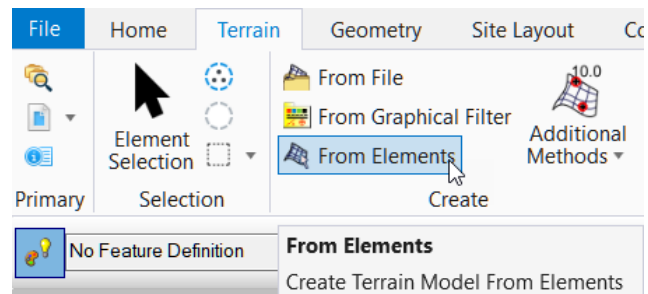 File Home Terrain Geometry Site Layout
From File
From Graphical Filter
From Elements
Element
Selection
10.0
Additional
Methods
Primary Selection Create
No Feature Definition
From Elements
Create Terrain Model From Elements